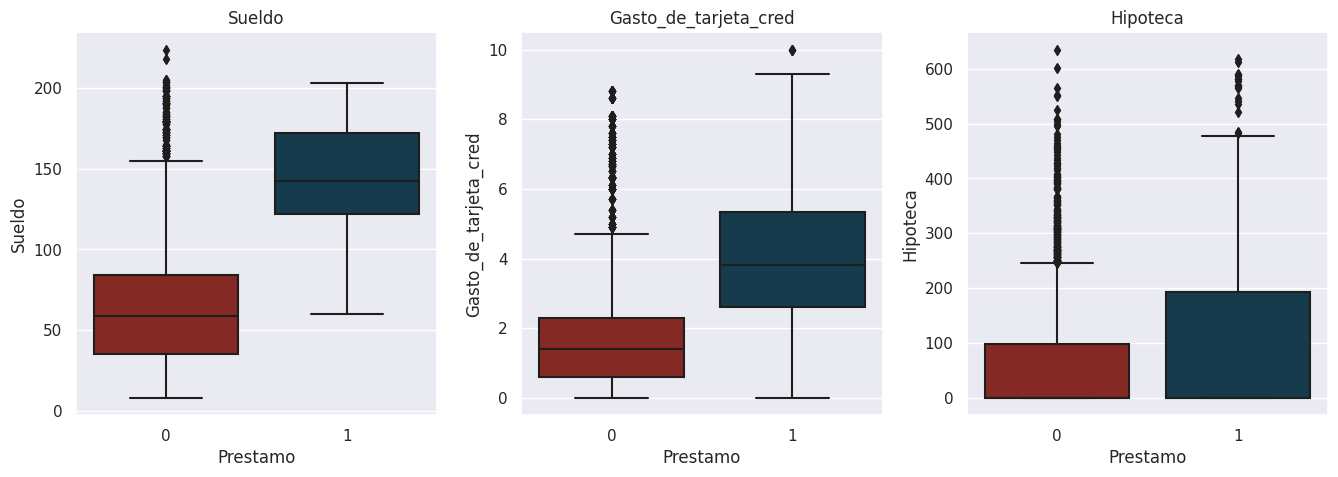 Sueldo
Sueldo
200
150
100
50
0
0 1
Prestamo
Gasto_de_tarjeta_cred
Gasto_de_tarjeta_cred
10
8
6
4
2
0
0 1
Prestamo
Hipoteca
Hipoteca
600
500
400
300
200
100
0
0 1
Prestamo